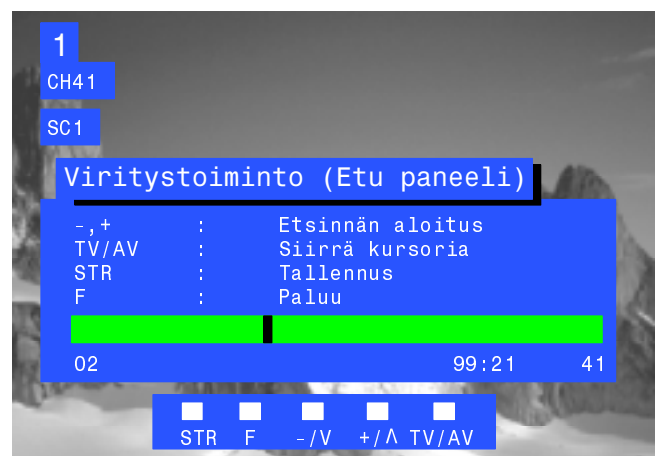 1
CH41
SC1
Viritystoiminto (Etu paneeli)
-,+ : Etsinnän aloitus
TV/AV : Siirrä kursoria
STR : Tallennus
F : Paluu
02 99:21 41
STR F -/V +/Λ TV/AV